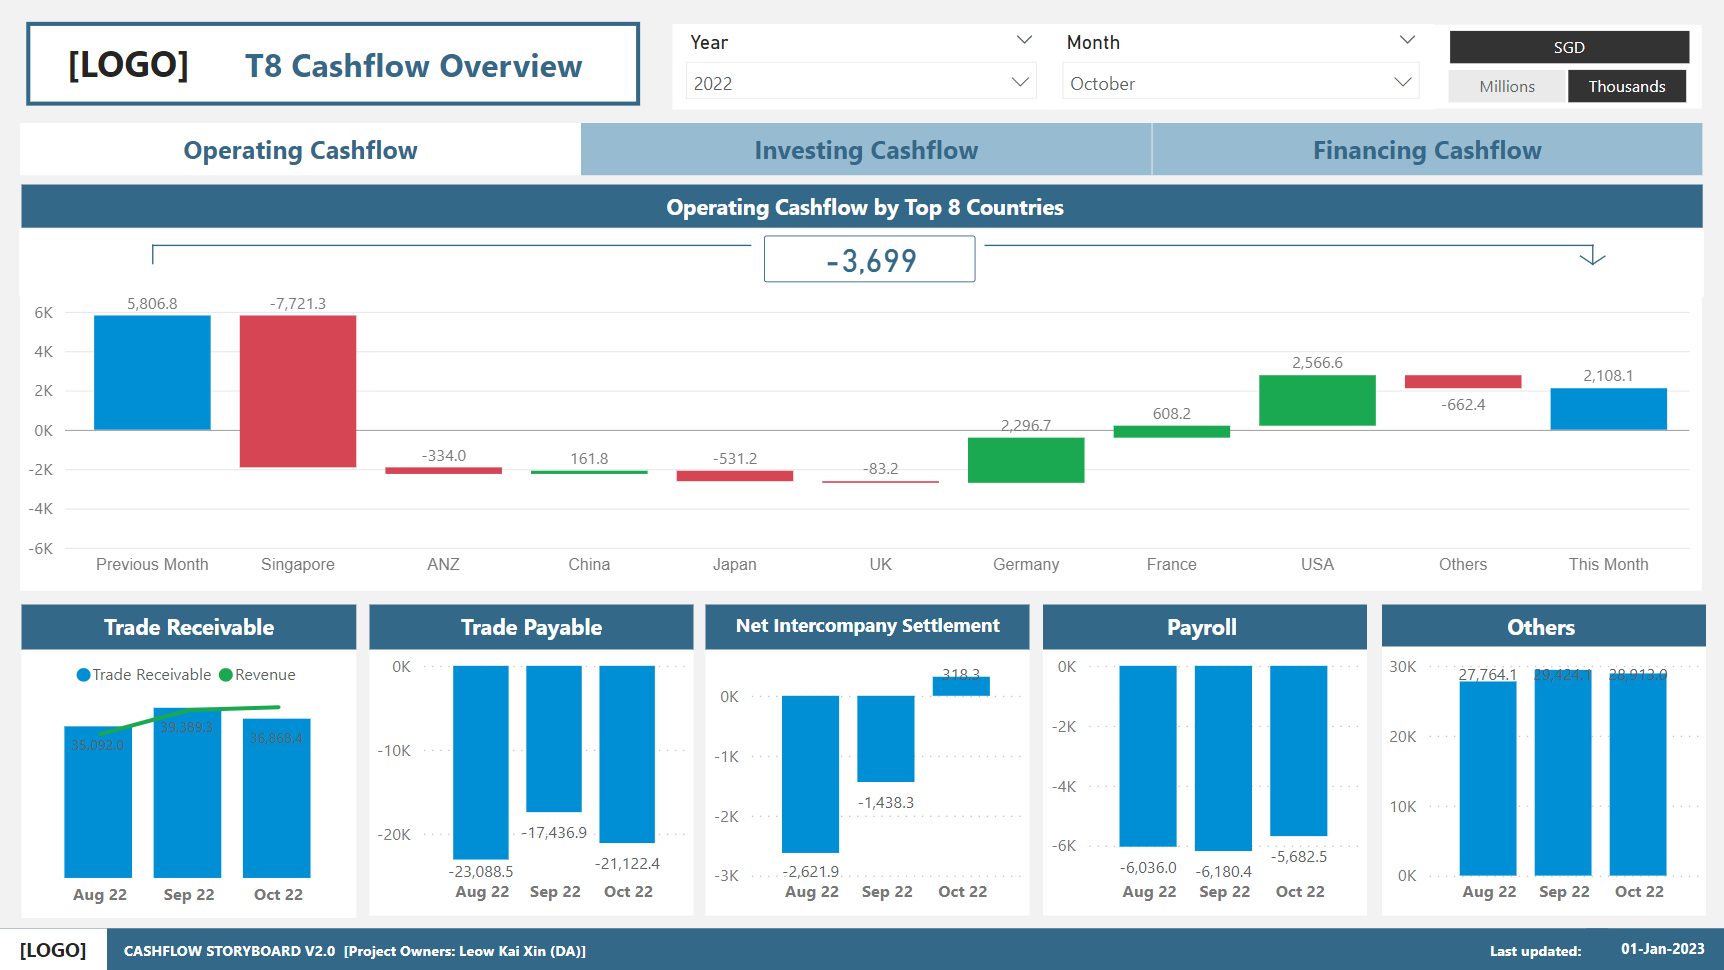 [LOGO] T8 Cashflow Overview
Year
2022
Month
October
SGD
Millions Thousands
Operating Cashflow
Investing Cashflow
Financing Cashflow
Operating Cashflow by Top 8 Countries
-3,699
5,806.8 -7,721.3 -334.0 161.8 -531.2 -83.2 2,296.7 608.2 2,566.6 -662.4 2,108.1
6K
4K
2K
0K
-2K
-4K
-6K
Previous Month Singapore ANZ China Japan UK Germany France USA Others This Month
Trade Receivable
Trade Receivable Revenue
35,092.0 39,389.3 36,868.4
Aug 22 Sep 22 Oct 22
Trade Payable
0K
-10K
-20K
-23,088.5 -17,436.9 -21,122.4
Aug 22 Sep 22 Oct 22
Net Intercompany Settlement
318.3
0K
-1K
-2K
-3K
-2,621.9 -1,438.3
Aug 22 Sep 22 Oct 22
Payroll
0K
-2K
-4K
-6K
-6,036.0 -6,180.4 -5,682.5
Aug 22 Sep 22 Oct 22
Others
30K
20K
10K
0K
27,764.1 29,424.1 28,913.0
Aug 22 Sep 22 Oct 22
[LOGO] CASHFLOW STORYBOARD V2.0 [Project Owners: Leow Kai Xin (DA)]
Last updated: 01-Jan-2023